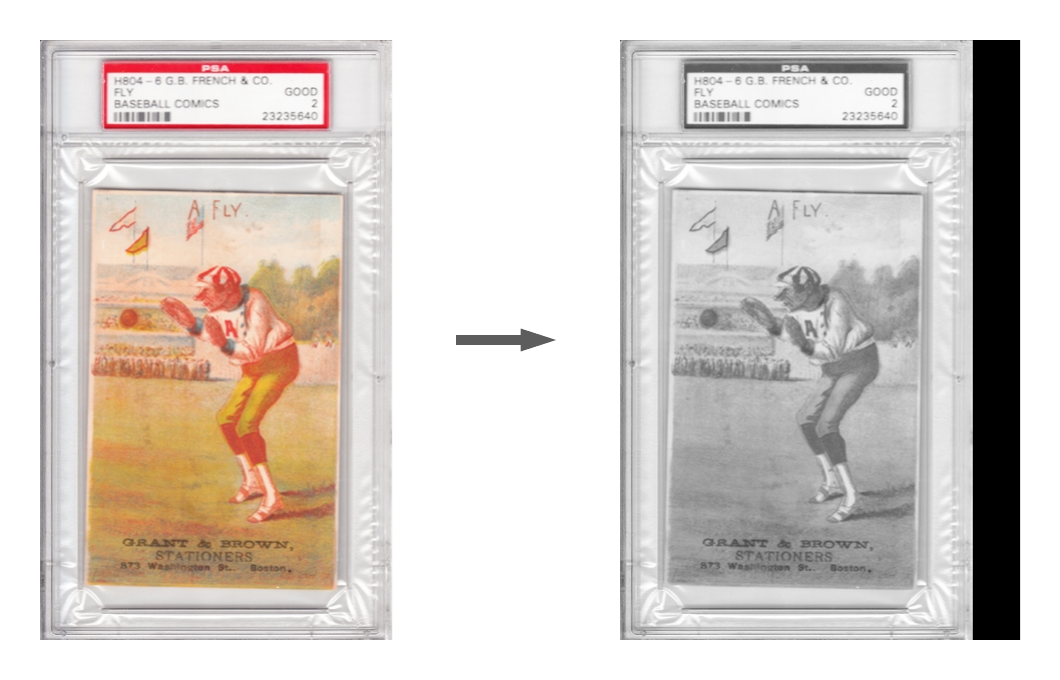 PSA
H804-6 G.B. FRENCH & CO.
FLY GOOD
BASEBALL COMICS 2
23235640
A FLY.
A
GRANT & BROWN,
STATIONERS
873 Washington St., Boston.
PSA
H804-6 G.B. FRENCH & CO.
FLY GOOD
BASEBALL COMICS 2
23235640
A FLY.
A
GRANT & BROWN,
STATIONERS
873 Washington St., Boston.